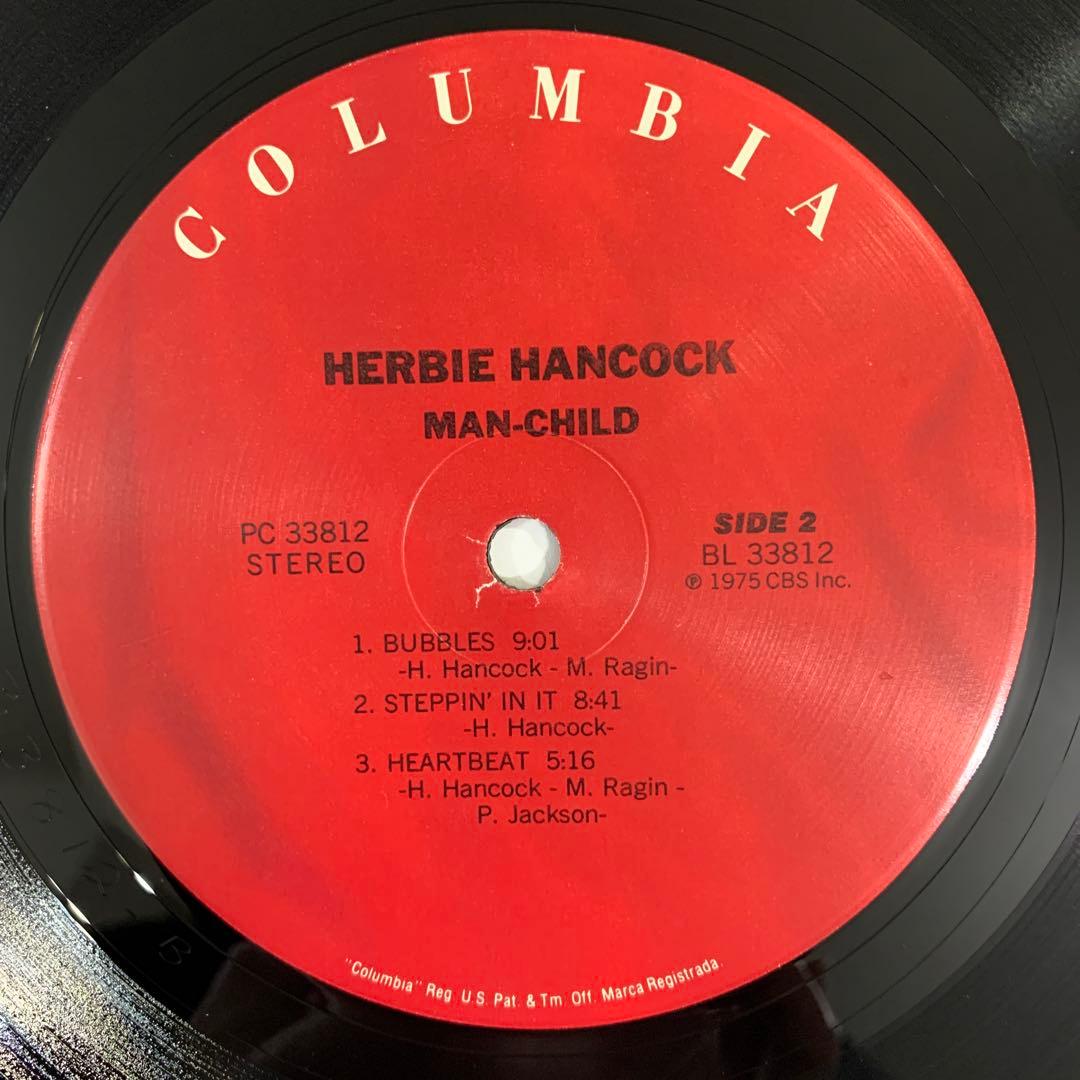 COLUMBIA
HERBIE HANCOCK
MAN-CHILD
PC 33812
STEREO
SIDE 2
BL 33812
℗ 1975 CBS Inc.
1. BUBBLES 9:01
-H. Hancock - M. Ragin-
2. STEPPIN' IN IT 8:41
-H. Hancock-
3. HEARTBEAT 5:16
-H. Hancock - M. Ragin -
P. Jackson-
"Columbia" Reg. U.S. Pat. & Tm. Off. Marca Registrada.